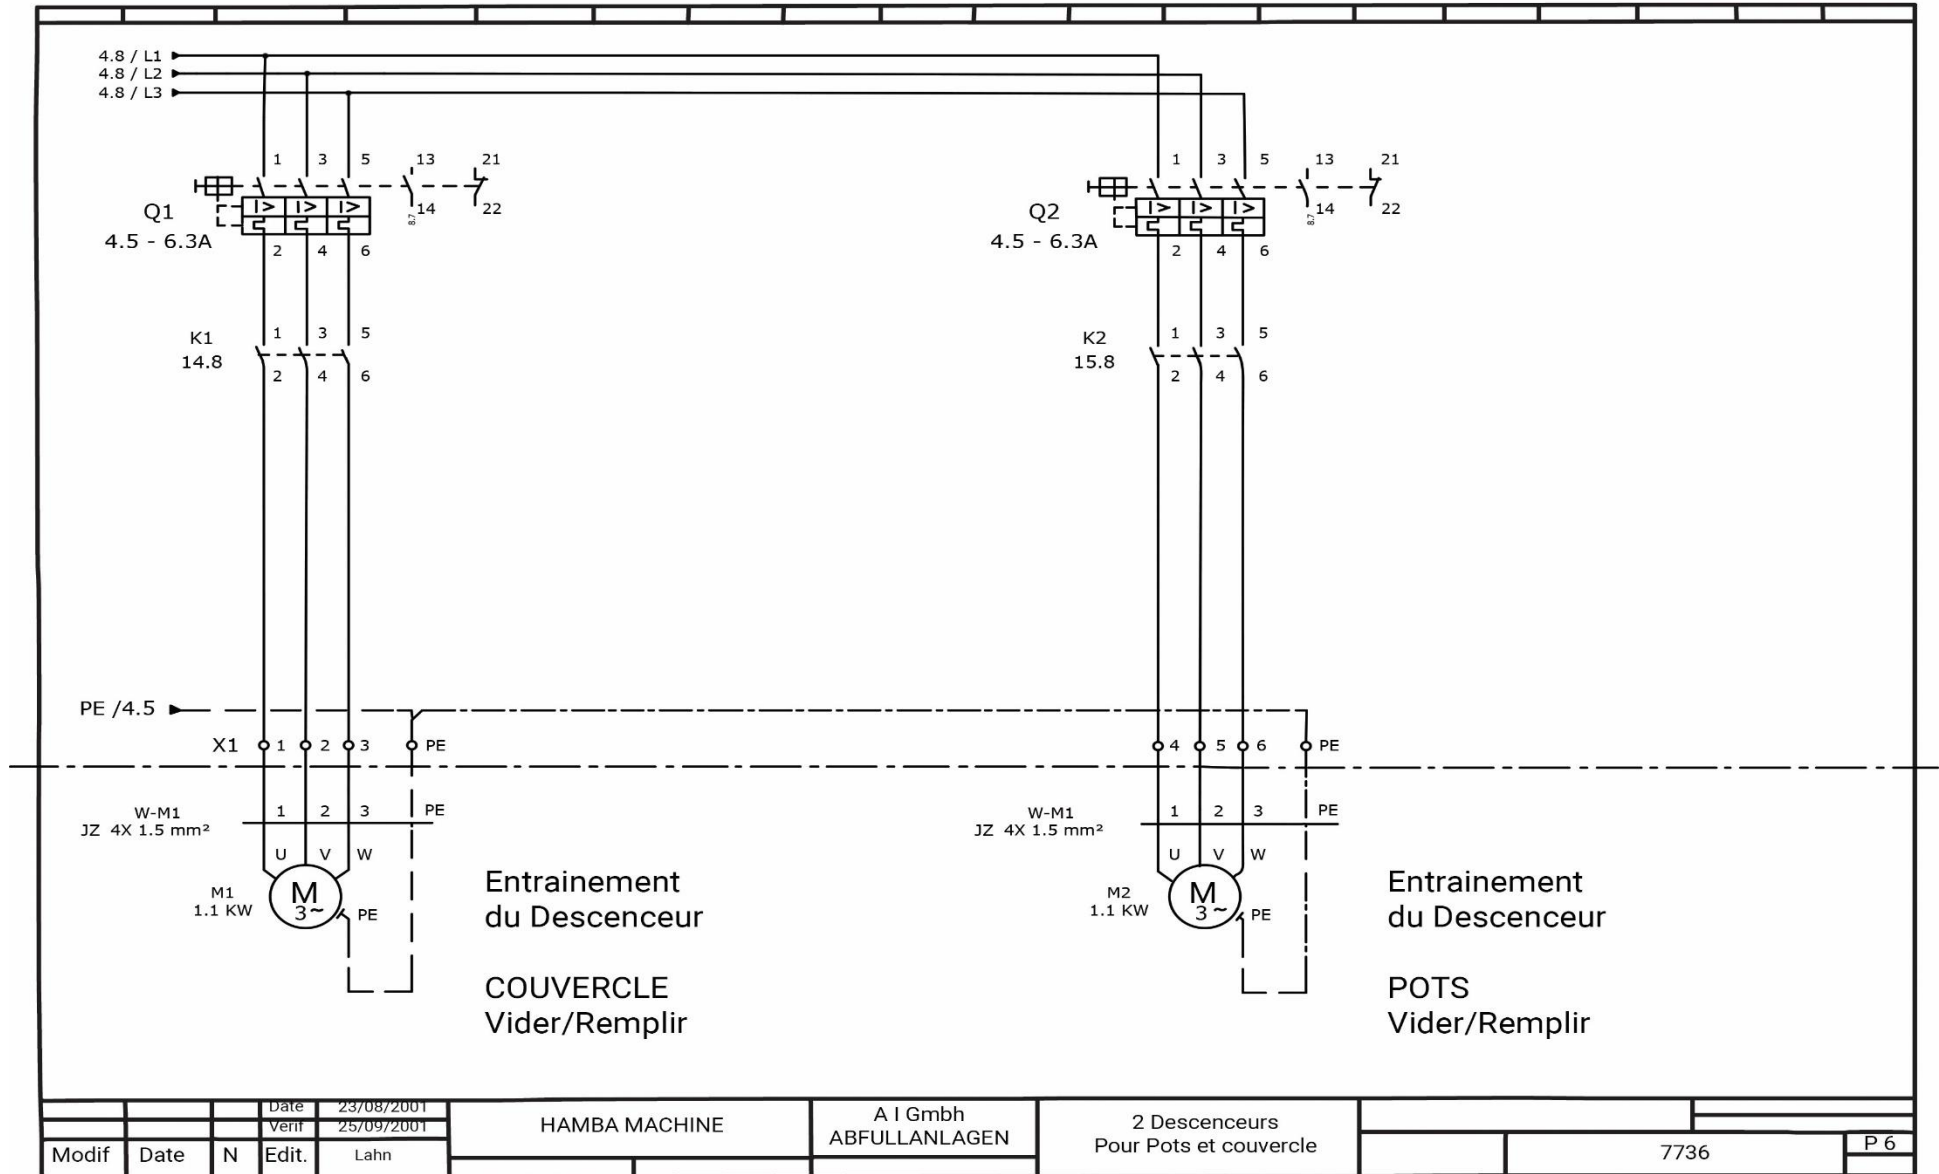 4.8 / L1
4.8 / L2
4.8 / L3
1 3 5 13 21
Q1
4.5 - 6.3A
I> I> I>
8.7 14 22
2 4 6
1 3 5 13 21
Q2
4.5 - 6.3A
I> I> I>
8.7 14 22
2 4 6
K1
14.8
1 3 5
2 4 6
K2
15.8
1 3 5
2 4 6
PE /4.5
X1 1 2 3 PE
4 5 6 PE
W-M1
JZ 4X 1.5 mm²
1 2 3 PE
U V W
M1
1.1 KW
M
3~
PE
Entrainement
du Descenceur
COUVERCLE
Vider/Remplir
W-M1
JZ 4X 1.5 mm²
1 2 3 PE
U V W
M2
1.1 KW
M
3~
PE
Entrainement
du Descenceur
POTS
Vider/Remplir
Date 23/08/2001
Verif 25/09/2001
Modif Date N Edit. Lahn
HAMBA MACHINE
A I Gmbh
ABFULLANLAGEN
2 Descenceurs
Pour Pots et couvercle
7736
P 6